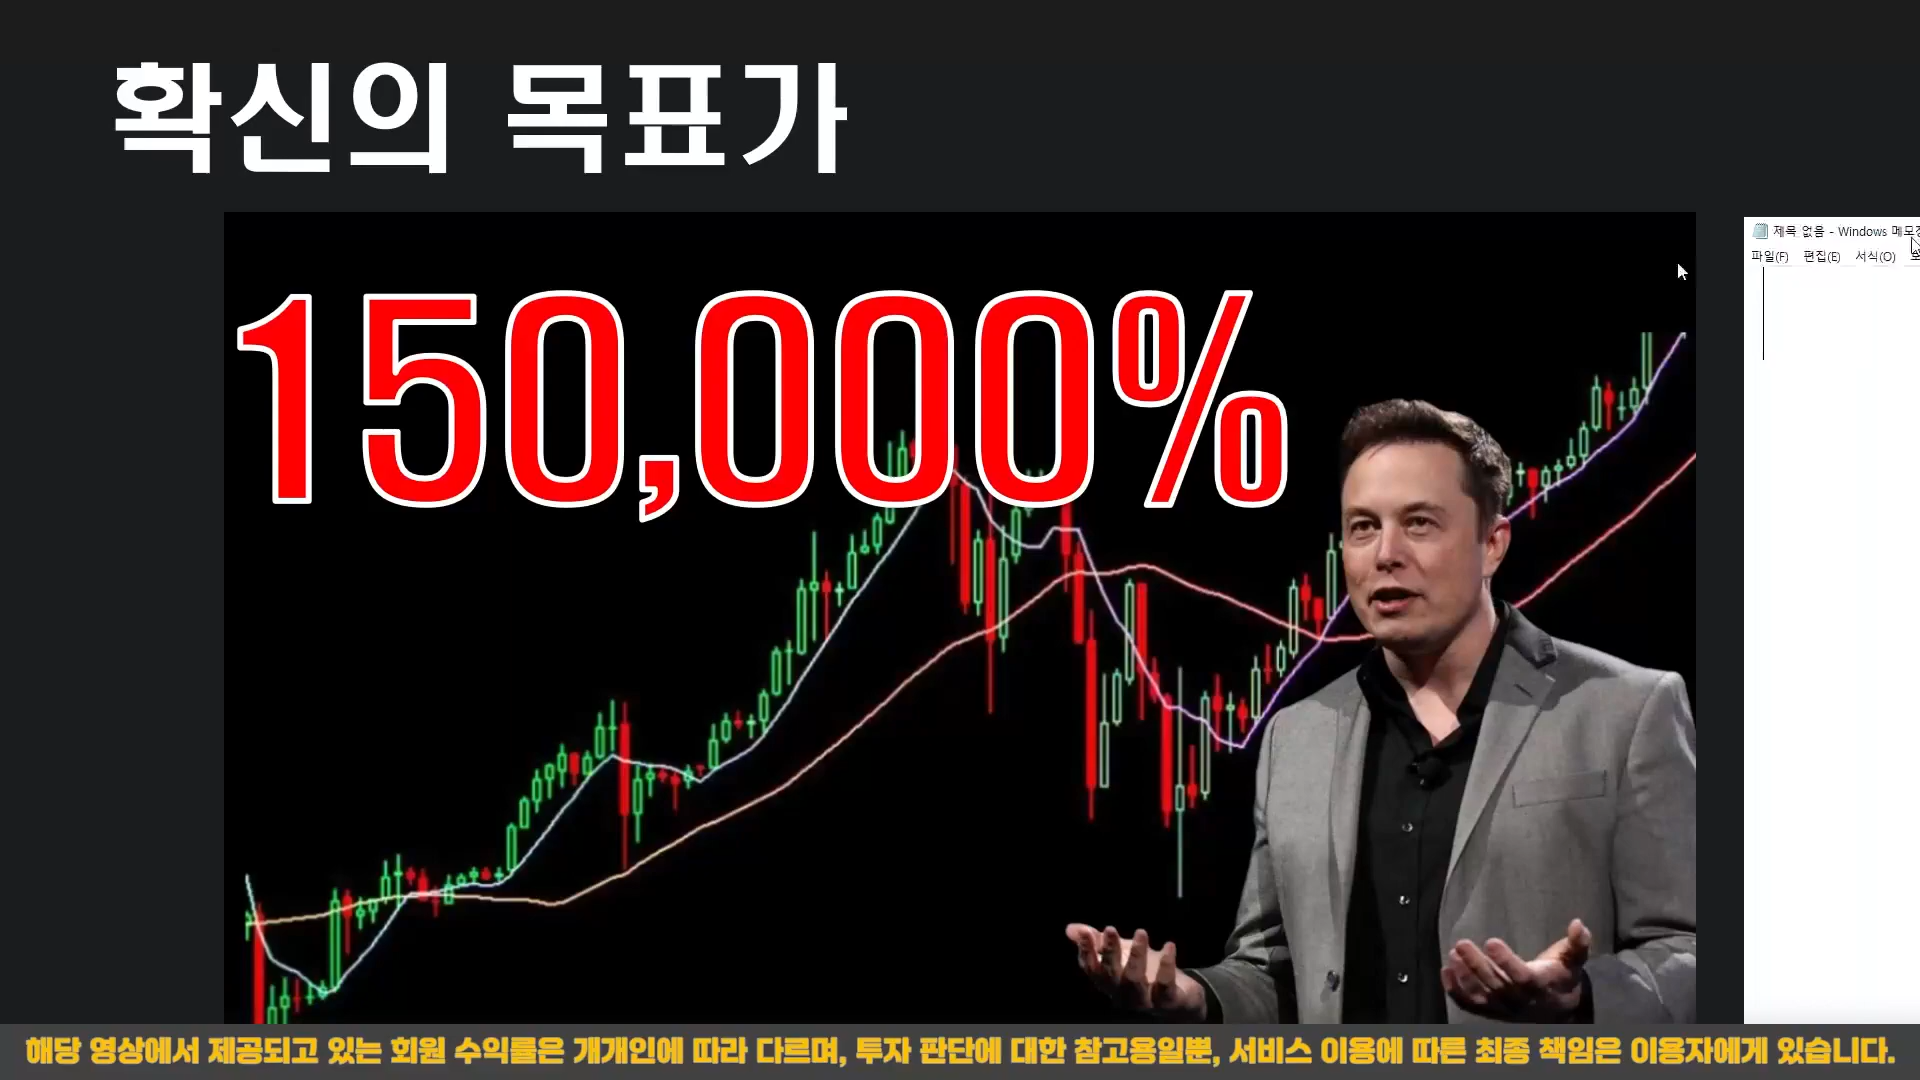 확신의 목표가
제목 없음 - Windows
파일(F) 편집(E) 서식(O)
150,000%
해당 영상에서 제공되고 있는 회원 수익률은 개개인에 따라 다르며, 투자 판단에 대한 참고용일뿐, 서비스 이용에 따른 최종 책임은 이용자에게 있습니다.